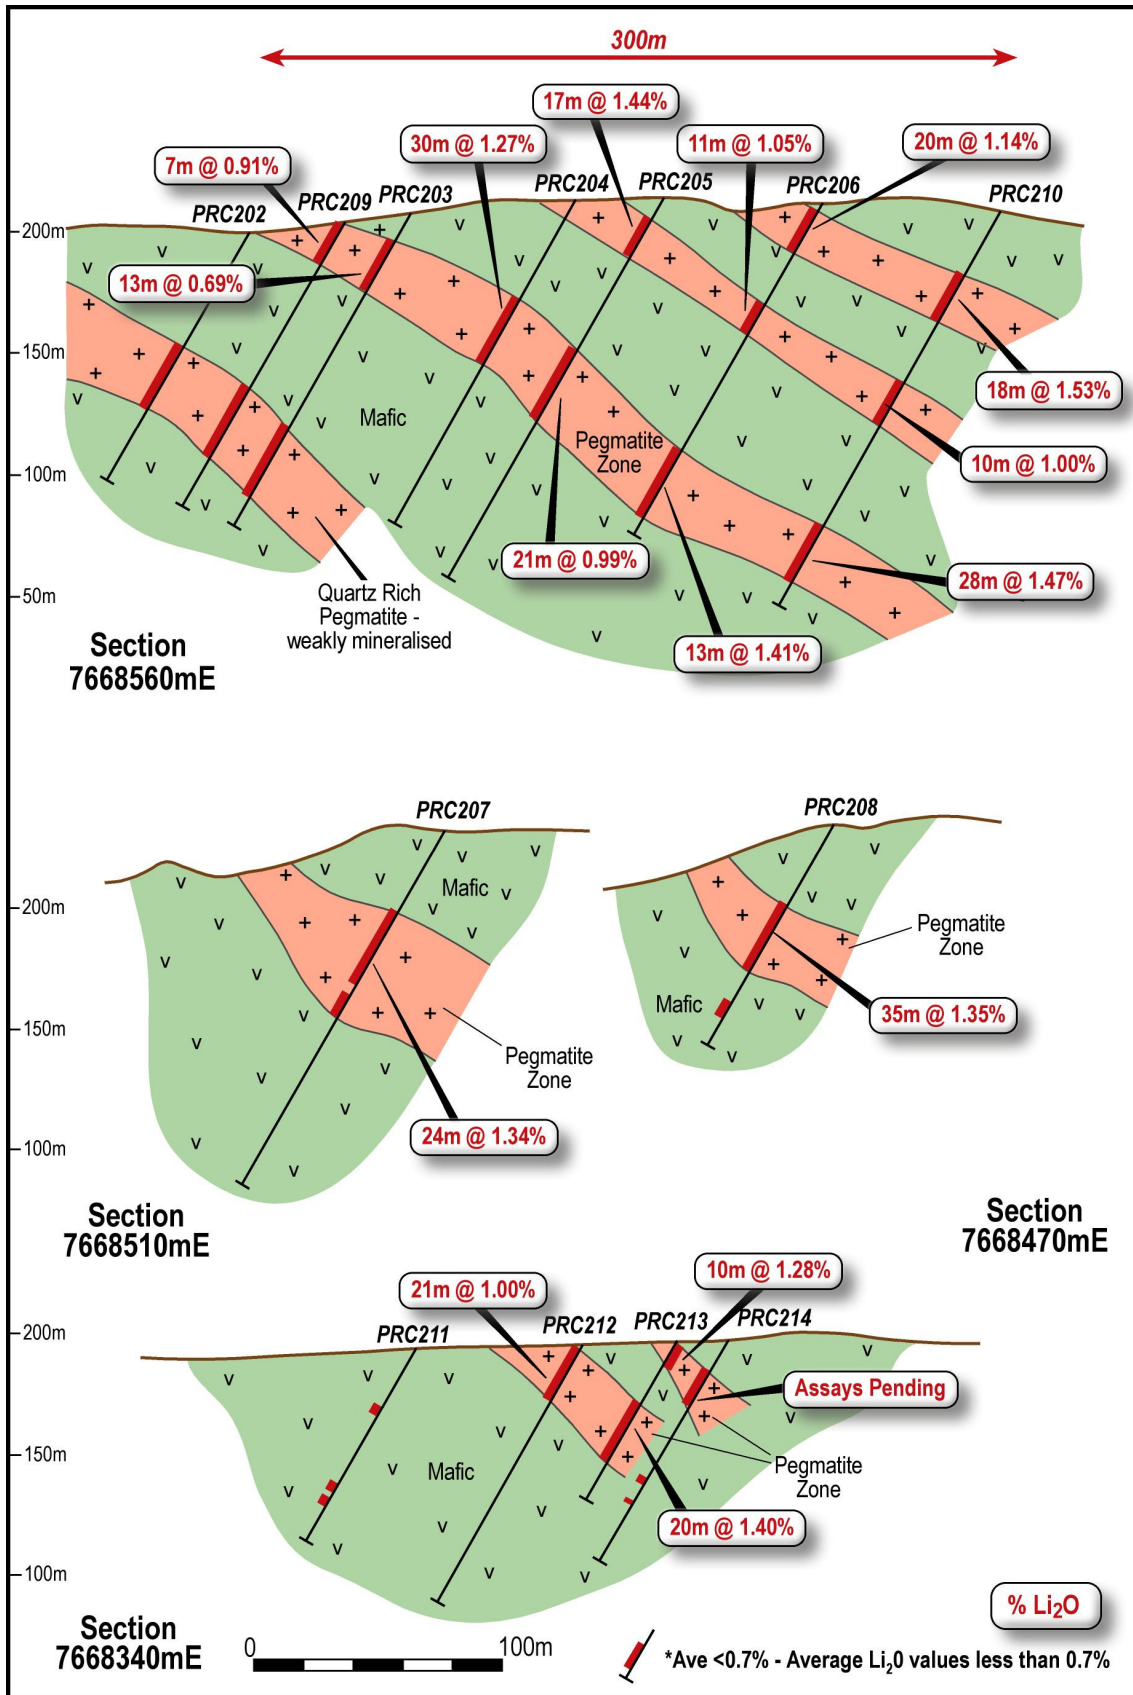 300m
17m @ 1.44%
30m @ 1.27%
11m @ 1.05%
20m @ 1.14%
7m @ 0.91%
PRC202
PRC209
PRC203
PRC204
PRC205
PRC206
PRC210
200m
13m @ 0.69%
150m
18m @ 1.53%
Mafic
Pegmatite
Zone
10m @ 1.00%
100m
21m @ 0.99%
28m @ 1.47%
50m
Quartz Rich
Pegmatite -
weakly mineralised
13m @ 1.41%
Section
7668560mE
PRC207
PRC208
Mafic
200m
Pegmatite
Zone
Mafic
35m @ 1.35%
150m
Pegmatite
Zone
24m @ 1.34%
100m
Section
7668510mE
Section
7668470mE
10m @ 1.28%
21m @ 1.00%
200m
PRC211
PRC212
PRC213
PRC214
Assays Pending
150m
Mafic
Pegmatite
Zone
20m @ 1.40%
100m
% Li₂O
Section
7668340mE
0
100m
*Ave <0.7% - Average Li₂0 values less than 0.7%